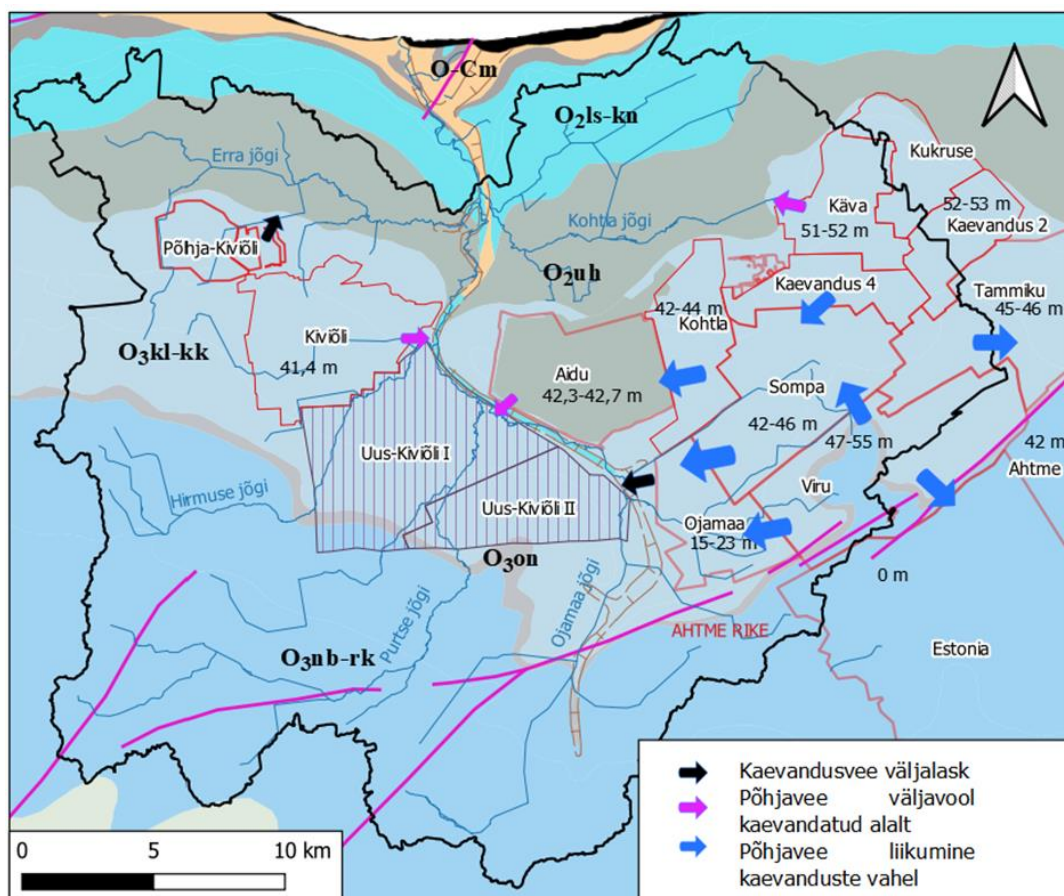 O-Cm
O₂ls-kn
Erra jõgi
Kukruse
Käva
52-53 m
Põhja-Kiviõli
Kohtla jõgi
51-52 m
Kaevandus 2
O₂uh
Kaevandus 4
Tammiku
42-44 m
45-46 m
Kohtla
Kiviõli
O₃kl-kk
41,4 m
Aidu
42,3-42,7 m
Sompa
42-46 m
47-55 m
42 m
Ahtme
Uus-Kiviõli I
Hirmuse jõgi
Viru
Uus-Kiviõli II
Ojamaa
15-23 m
O₃on
0 m
Purtse jõgi
Ojamaa jõgi
AHTME RIKE
O₃nb-rk
Estonia
Kaevandusvee väljalask
Põhjavee väljavool
kaevandatud alalt
Põhjavee liikumine
kaevanduste vahel
0 5 10 km